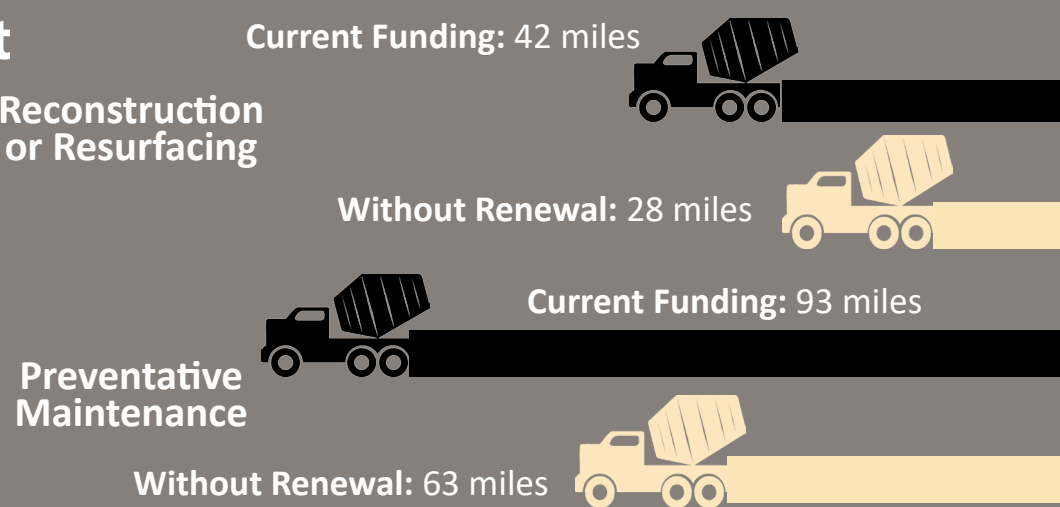 Current Funding: 42 miles
Reconstruction
or Resurfacing
Without Renewal: 28 miles
Current Funding: 93 miles
Preventative
Maintenance
Without Renewal: 63 miles